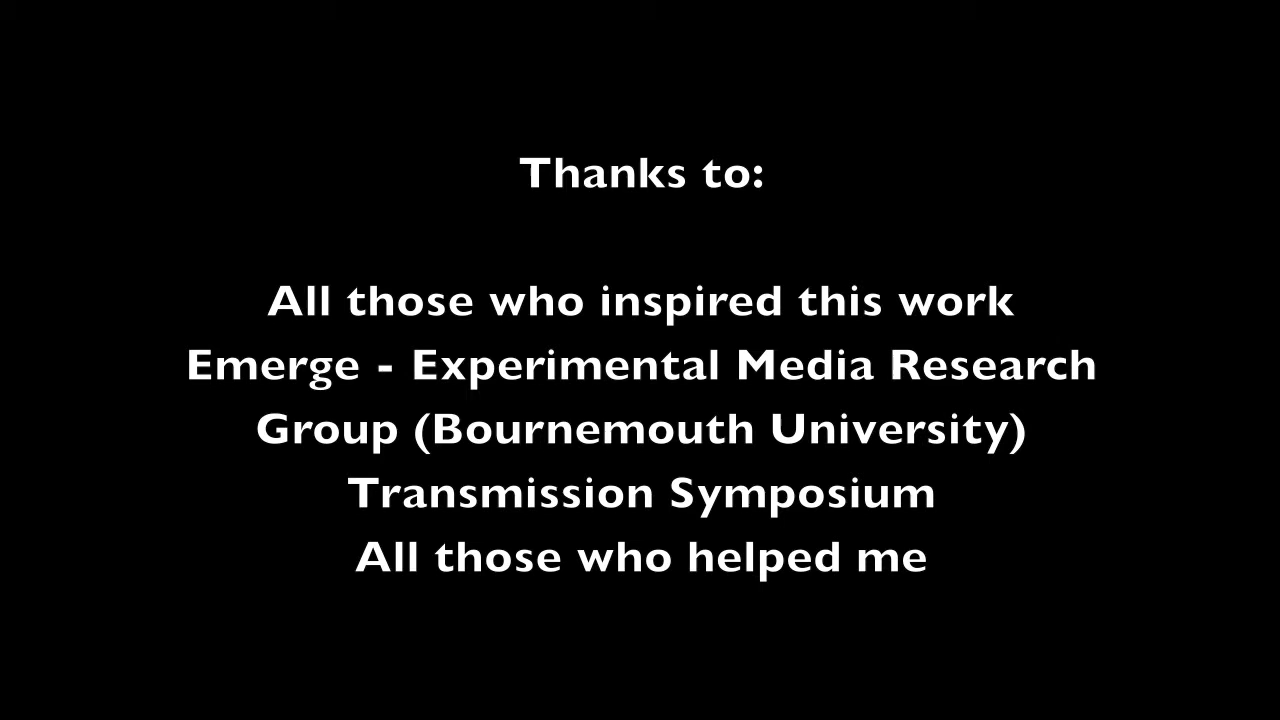 Thanks to:
All those who inspired this work
Emerge - Experimental Media Research
Group (Bournemouth University)
Transmission Symposium
All those who helped me